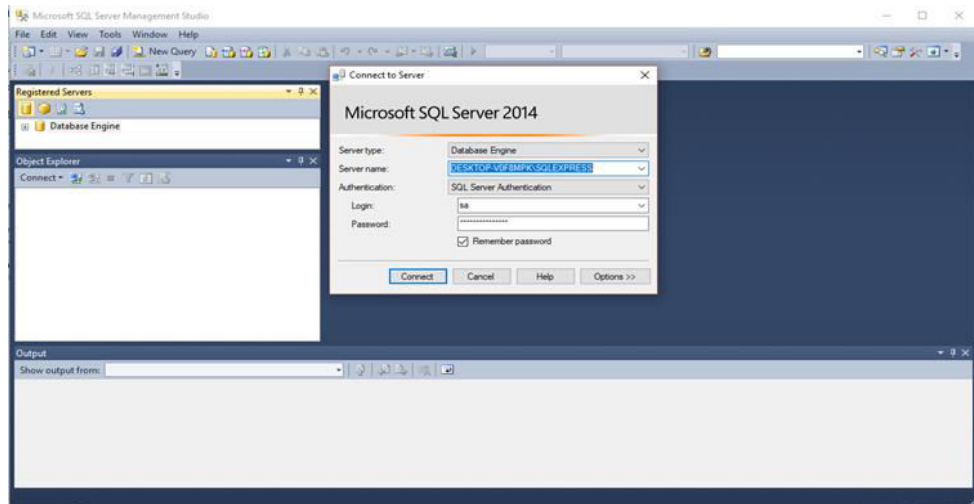 Microsoft SQL Server Management Studio
File Edit View Tools Window Help
New Query
Registered Servers
Database Engine
Object Explorer
Connect
Connect to Server
Microsoft SQL Server 2014
Server type: Database Engine
Server name: DESKTOP-V0F8MPK\SQLEXPRESS
Authentication: SQL Server Authentication
Login: sa
Password: ***************
Remember password
Connect Cancel Help Options >>
Output
Show output from: